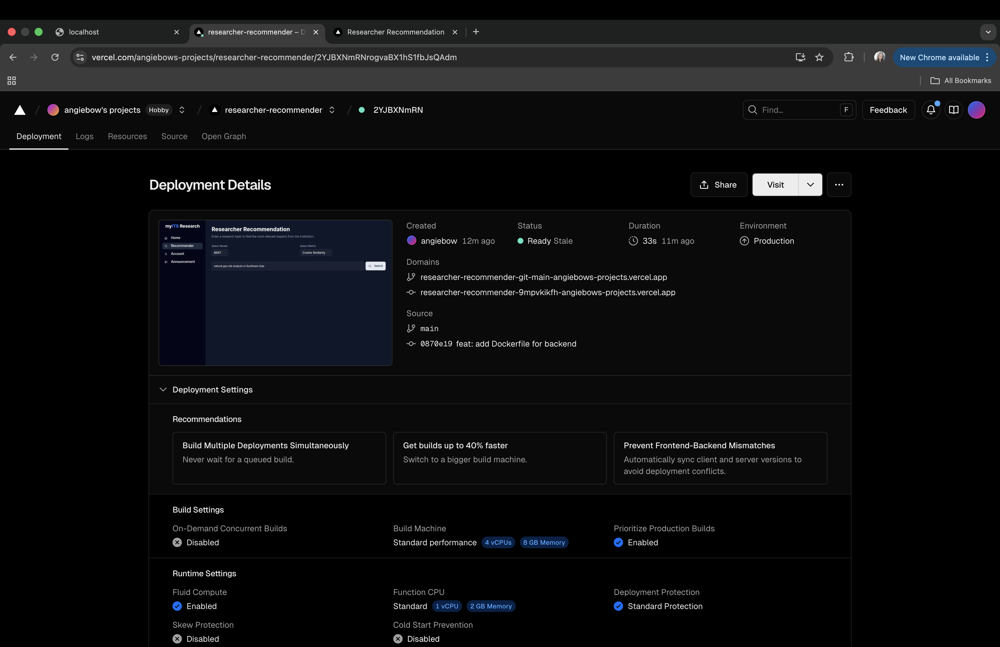 localhost
researcher-recommender – D
Researcher Recommendation
vercel.com/angiebows-projects/researcher-recommender/2YJBXNmRNrogvaBX1hS1fbJsQAdm
New Chrome available
All Bookmarks
angiebow's projects Hobby
researcher-recommender
2YJBXNmRN
Find...
F
Feedback
Deployment Logs Resources Source Open Graph
Deployment Details
Share
Visit
myITS Research
Home
Recommender
Account
Announcement
Researcher Recommendation
Enter a research topic to find the most relevant experts from the institution.
Select Model Select Metric
BERT Cosine Similarity
natural gas risk analysis in Southeast Asia
Search
Created Status Duration Environment
angiebow 12m ago Ready Stale 33s 11m ago Production
Domains
researcher-recommender-git-main-angiebows-projects.vercel.app
researcher-recommender-9mpvkikfh-angiebows-projects.vercel.app
Source
main
0870e19 feat: add Dockerfile for backend
Deployment Settings
Recommendations
Build Multiple Deployments Simultaneously
Never wait for a queued build.
Get builds up to 40% faster
Switch to a bigger build machine.
Prevent Frontend-Backend Mismatches
Automatically sync client and server versions to
avoid deployment conflicts.
Build Settings
On-Demand Concurrent Builds Build Machine Prioritize Production Builds
Disabled Standard performance 4 vCPUs 8 GB Memory Enabled
Runtime Settings
Fluid Compute Function CPU Deployment Protection
Enabled Standard 1 vCPU 2 GB Memory Standard Protection
Skew Protection Cold Start Prevention
Disabled Disabled